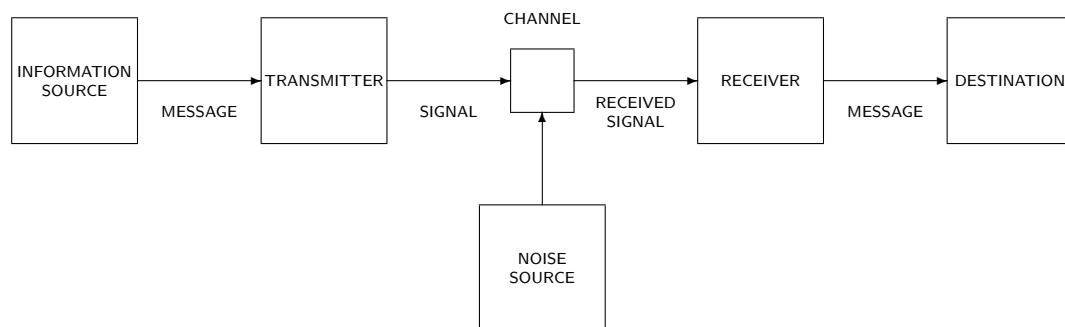 CHANNEL
INFORMATION
SOURCE
TRANSMITTER
RECEIVER
DESTINATION
MESSAGE
SIGNAL
RECEIVED
SIGNAL
MESSAGE
NOISE
SOURCE